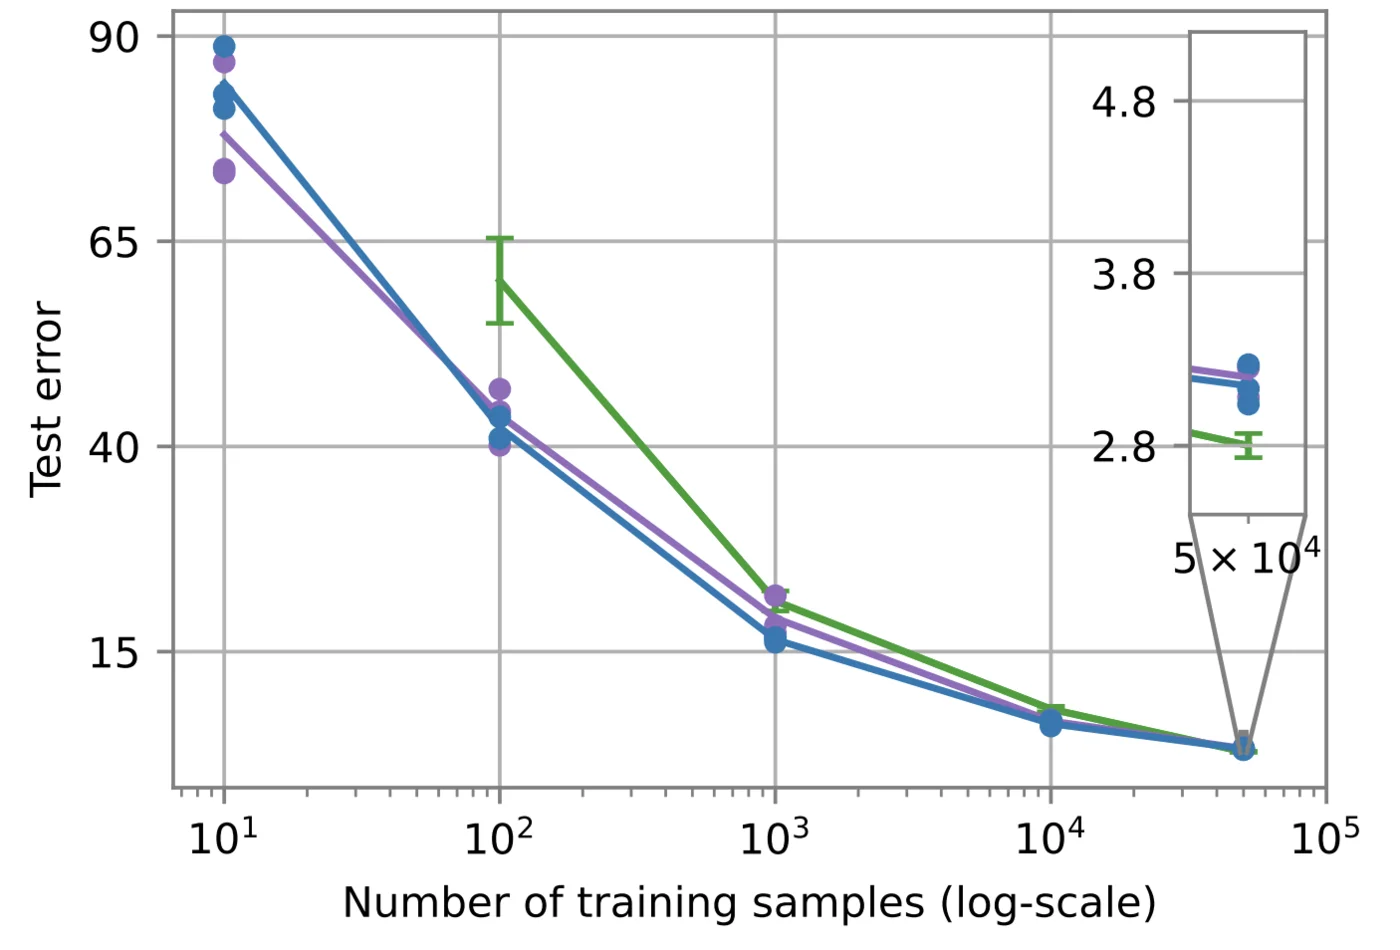 90
65
40
15
Test error
4.8
3.8
2.8
5 × 10⁴
10¹ 10² 10³ 10⁴ 10⁵
Number of training samples (log-scale)